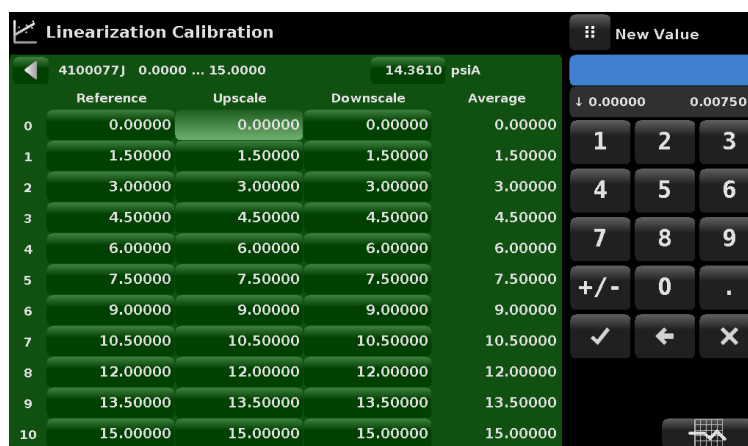 Linearization Calibration
New Value
4100077J 0.0000 ... 15.0000 14.3610 psiA
↓ 0.00000 0.00750
Reference Upscale Downscale Average
0 0.00000 0.00000 0.00000 0.00000
1 1.50000 1.50000 1.50000 1.50000
2 3.00000 3.00000 3.00000 3.00000
3 4.50000 4.50000 4.50000 4.50000
4 6.00000 6.00000 6.00000 6.00000
5 7.50000 7.50000 7.50000 7.50000
6 9.00000 9.00000 9.00000 9.00000
7 10.50000 10.50000 10.50000 10.50000
8 12.00000 12.00000 12.00000 12.00000
9 13.50000 13.50000 13.50000 13.50000
10 15.00000 15.00000 15.00000 15.00000
1 2 3
4 5 6
7 8 9
+/- 0 .